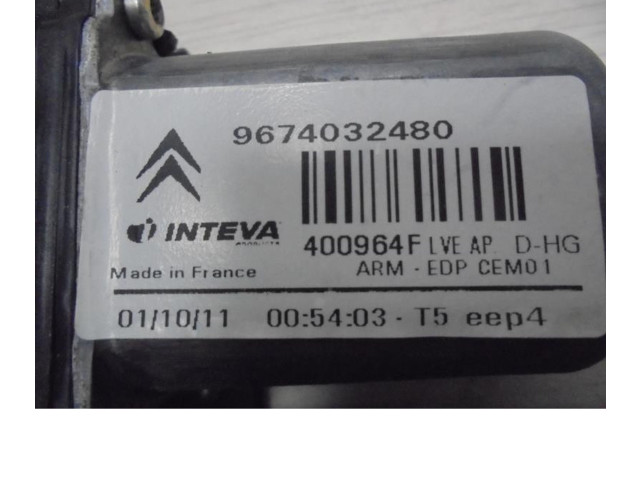 9674032480
INTEVA
PRODUCTS
400964F LVE AP. D-HG
Made in France
ARM - EDP CEM01
01/10/11 00:54:03 - T5 eep4